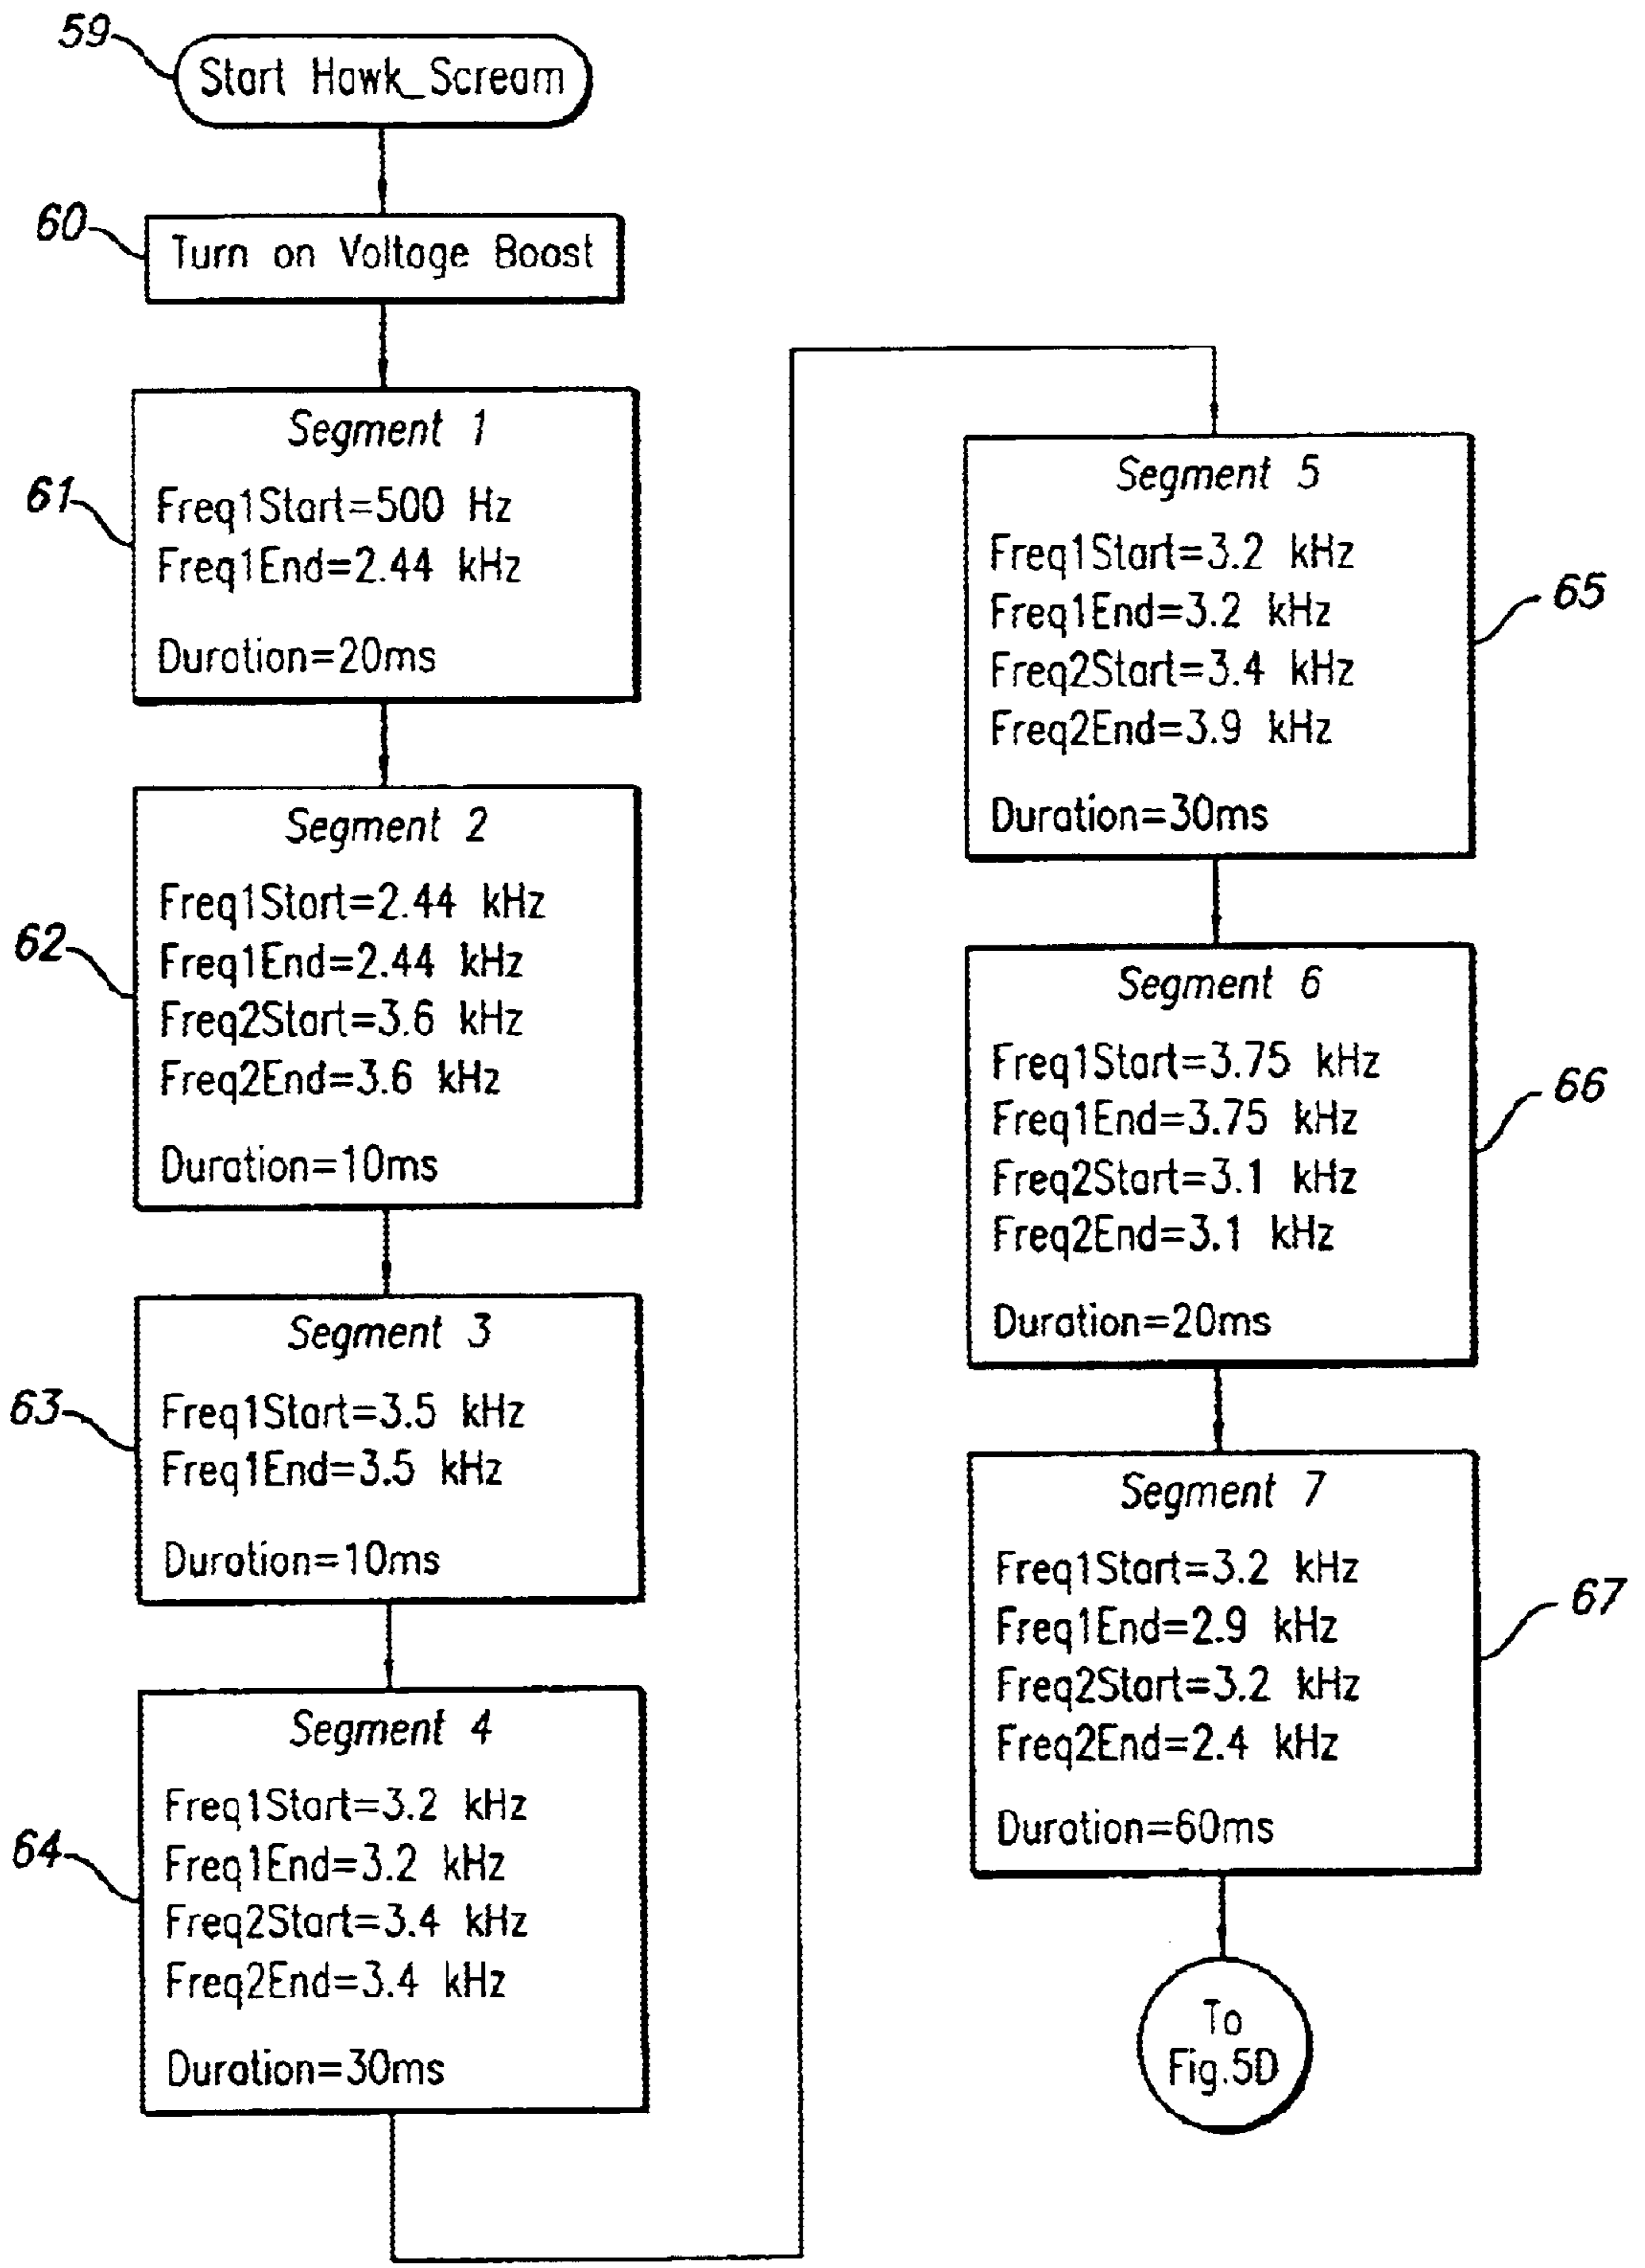 59
Start Hawk_Scream
60
Turn on Voltage Boost
61
Segment 1
Freq1Start=500 Hz
Freq1End=2.44 kHz
Duration=20ms
62
Segment 2
Freq1Start=2.44 kHz
Freq1End=2.44 kHz
Freq2Start=3.6 kHz
Freq2End=3.6 kHz
Duration=10ms
63
Segment 3
Freq1Start=3.5 kHz
Freq1End=3.5 kHz
Duration=10ms
64
Segment 4
Freq1Start=3.2 kHz
Freq1End=3.2 kHz
Freq2Start=3.4 kHz
Freq2End=3.4 kHz
Duration=30ms
65
Segment 5
Freq1Start=3.2 kHz
Freq1End=3.2 kHz
Freq2Start=3.4 kHz
Freq2End=3.9 kHz
Duration=30ms
66
Segment 6
Freq1Start=3.75 kHz
Freq1End=3.75 kHz
Freq2Start=3.1 kHz
Freq2End=3.1 kHz
Duration=20ms
67
Segment 7
Freq1Start=3.2 kHz
Freq1End=2.9 kHz
Freq2Start=3.2 kHz
Freq2End=2.4 kHz
Duration=60ms
To
Fig.5D